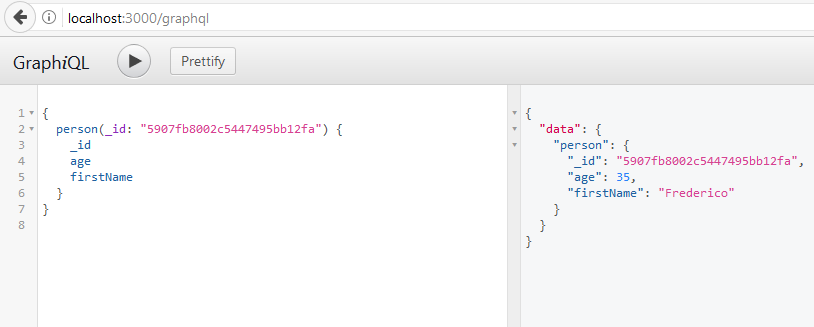 localhost:3000/graphql
GraphiQL Prettify
1 {
2 person(_id: "5907fb8002c5447495bb12fa") {
3 _id
4 age
5 firstName
6 }
7 }
8
{
"data": {
"person": {
"_id": "5907fb8002c5447495bb12fa",
"age": 35,
"firstName": "Frederico"
}
}
}